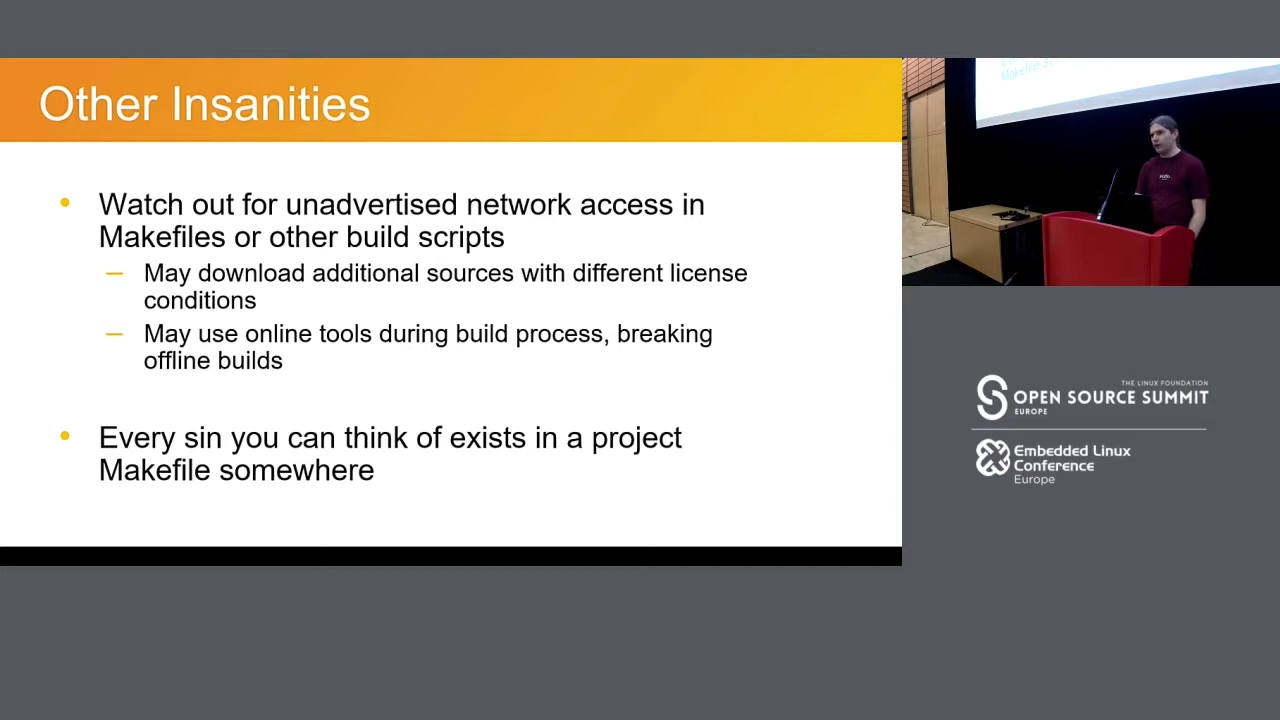 Other Insanities
• Watch out for unadvertised network access in
Makefiles or other build scripts
– May download additional sources with different license
conditions
– May use online tools during build process, breaking
offline builds
• Every sin you can think of exists in a project
Makefile somewhere
THE LINUX FOUNDATION
OPEN SOURCE SUMMIT
EUROPE
Embedded Linux
Conference
Europe